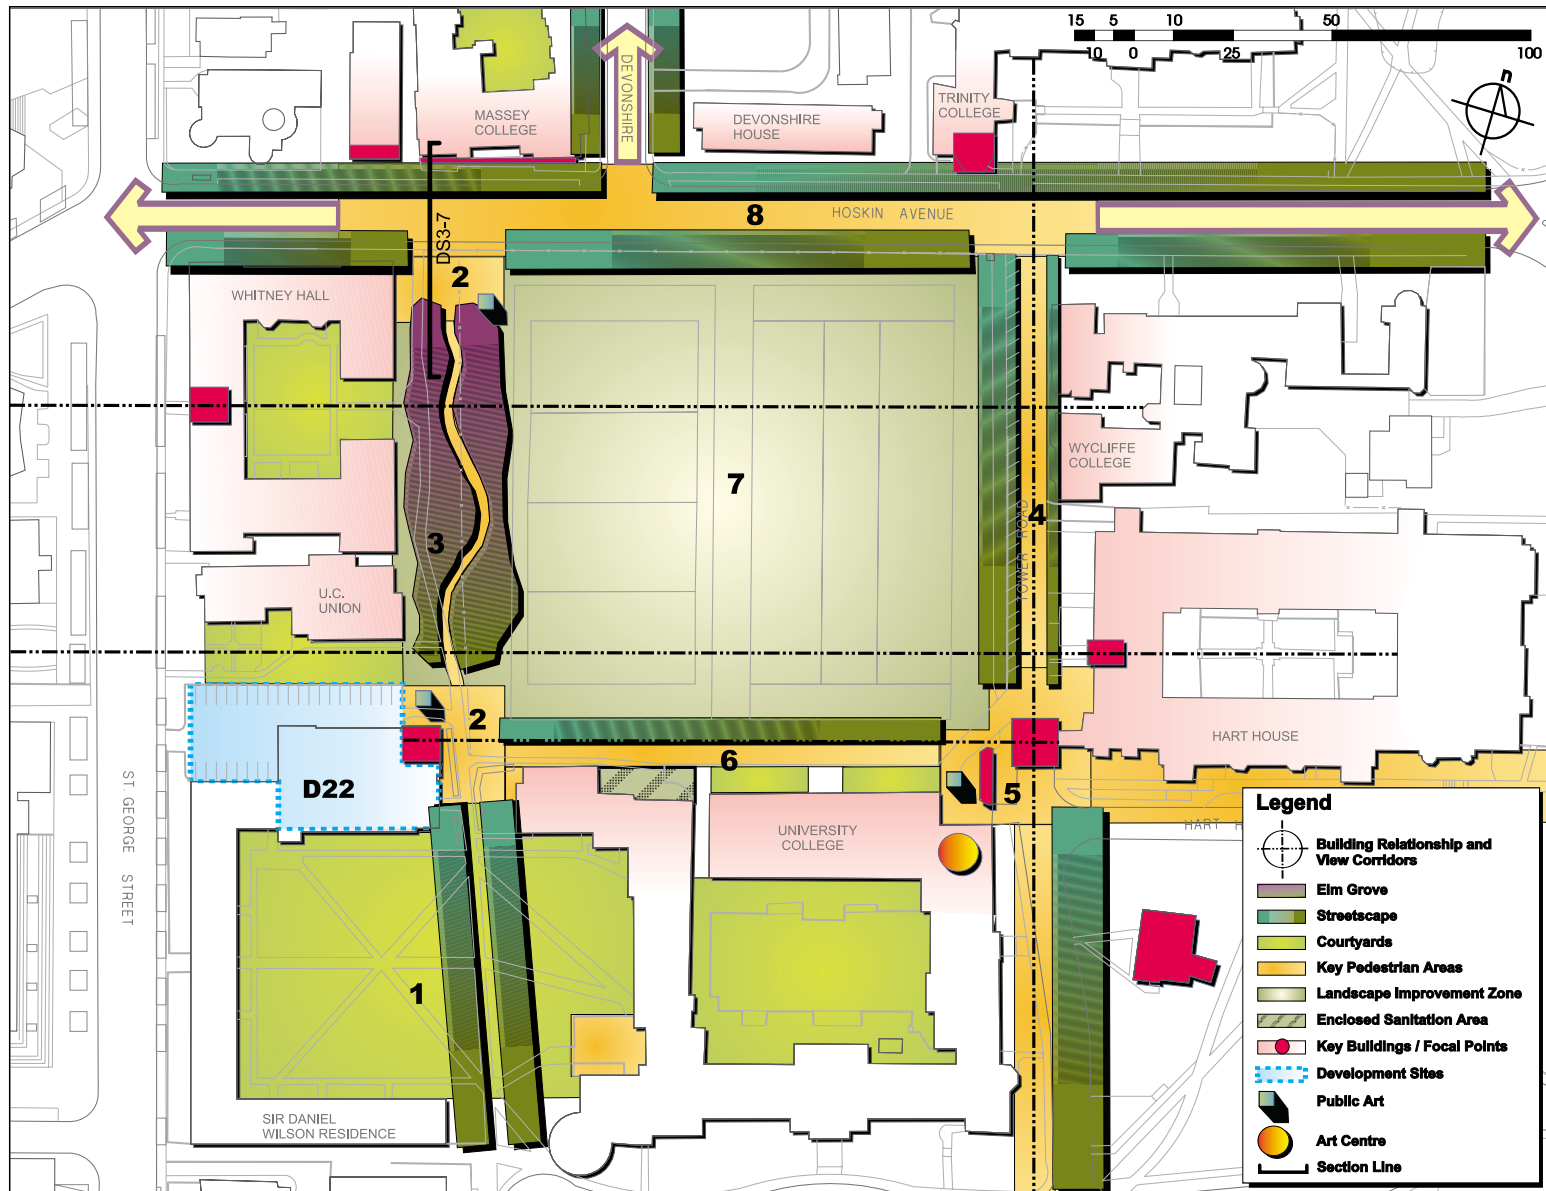 15 5 10 50
10 0 25 100
n
DEVONSHIRE
MASSEY
COLLEGE
DEVONSHIRE
HOUSE
TRINITY
COLLEGE
DS3-7
8
HOSKIN AVENUE
2
WHITNEY HALL
7
3
4
TOWER ROAD
WYCLIFFE
COLLEGE
U.C.
UNION
2
6
HART HOUSE
D22
5
ST. GEORGE STREET
UNIVERSITY
COLLEGE
HART H
1
SIR DANIEL
WILSON RESIDENCE
Legend
Building Relationship and
View Corridors
Elm Grove
Streetscape
Courtyards
Key Pedestrian Areas
Landscape Improvement Zone
Enclosed Sanitation Area
Key Buildings / Focal Points
Development Sites
Public Art
Art Centre
Section Line